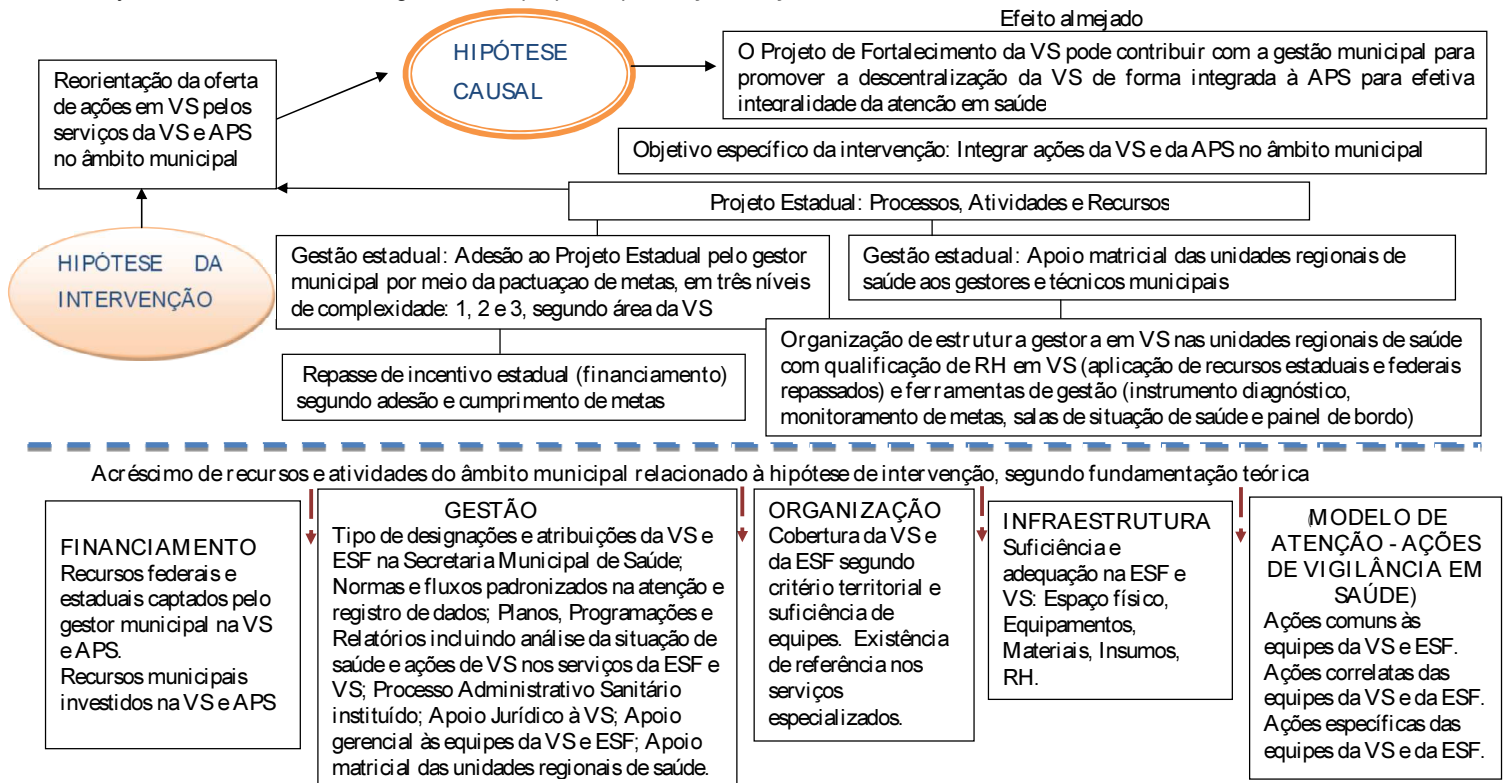 Efeito almejado
HIPÓTESE
CAUSAL
O Projeto de Fortalecimento da VS pode contribuir com a gestão municipal para
promover a descentralização da VS de forma integrada à APS para efetiva
integralidade da atenção em saúde
Reorientação da oferta
de ações em VS pelos
serviços da VS e APS
no âmbito municipal
Objetivo específico da intervenção: Integrar ações da VS e da APS no âmbito municipal
Projeto Estadual: Processos, Atividades e Recursos
HIPÓTESE DA
INTERVENÇÃO
Gestão estadual: Adesão ao Projeto Estadual pelo gestor
municipal por meio da pactuaçao de metas, em três níveis
de complexidade: 1, 2 e 3, segundo área da VS
Gestão estadual: Apoio matricial das unidades regionais de
saúde aos gestores e técnicos municipais
Repasse de incentivo estadual (financiamento)
segundo adesão e cumprimento de metas
Organização de estrutura gestora em VS nas unidades regionais de saúde
com qualificação de RH em VS (aplicação de recursos estaduais e federais
repassados) e ferramentas de gestão (instrumento diagnóstico,
monitoramento de metas, salas de situação de saúde e painel de bordo)
Acréscimo de recursos e atividades do âmbito municipal relacionado à hipótese de intervenção, segundo fundamentação teórica
FINANCIAMENTO
Recursos federais e
estaduais captados pelo
gestor municipal na VS
e APS.
Recursos municipais
investidos na VS e APS
GESTÃO
Tipo de designações e atribuições da VS e
ESF na Secretaria Municipal de Saúde;
Normas e fluxos padronizados na atenção e
registro de dados; Planos, Programações e
Relatórios incluindo análise da situação de
saúde e ações de VS nos serviços da ESF e
VS; Processo Administrativo Sanitário
instituído; Apoio Jurídico à VS; Apoio
gerencial às equipes da VS e ESF; Apoio
matricial das unidades regionais de saúde.
ORGANIZAÇÃO
Cobertura da VS e
da ESF segundo
critério territorial e
suficiência de
equipes. Existência
de referência nos
serviços
especializados.
INFRAESTRUTURA
Suficiência e
adequação na ESF e
VS: Espaço físico,
Equipamentos,
Materiais, Insumos,
RH.
(MODELO DE
ATENÇÃO - AÇÕES
DE VIGILÂNCIA EM
SAÚDE)
Ações comuns às
equipes da VS e ESF.
Ações correlatas das
equipes da VS e da ESF.
Ações específicas das
equipes da VS e da ESF.